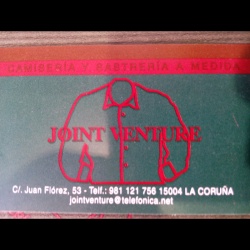 CAMISERÍA Y SASTRERÍA A MEDIDA
JOINT VENTURE
C/. Juan Flórez, 53 - Telf.: 981 121 756 15004 LA CORUÑA
jointventure@telefonica.net